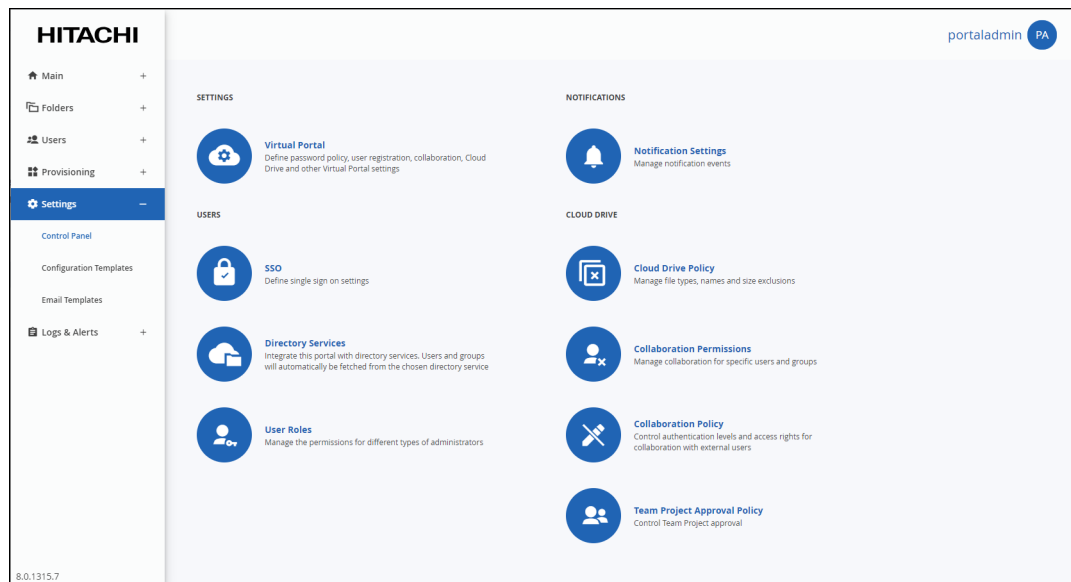 HITACHI
portaladmin PA
Main +
Folders +
Users +
Provisioning +
Settings –
Control Panel
Configuration Templates
Email Templates
Logs & Alerts +
8.0.1315.7
SETTINGS
Virtual Portal
Define password policy, user registration, collaboration, Cloud
Drive and other Virtual Portal settings
USERS
SSO
Define single sign on settings
Directory Services
Integrate this portal with directory services. Users and groups
will automatically be fetched from the chosen directory service
User Roles
Manage the permissions for different types of administrators
NOTIFICATIONS
Notification Settings
Manage notification events
CLOUD DRIVE
Cloud Drive Policy
Manage file types, names and size exclusions
Collaboration Permissions
Manage collaboration for specific users and groups
Collaboration Policy
Control authentication levels and access rights for
collaboration with external users
Team Project Approval Policy
Control Team Project approval